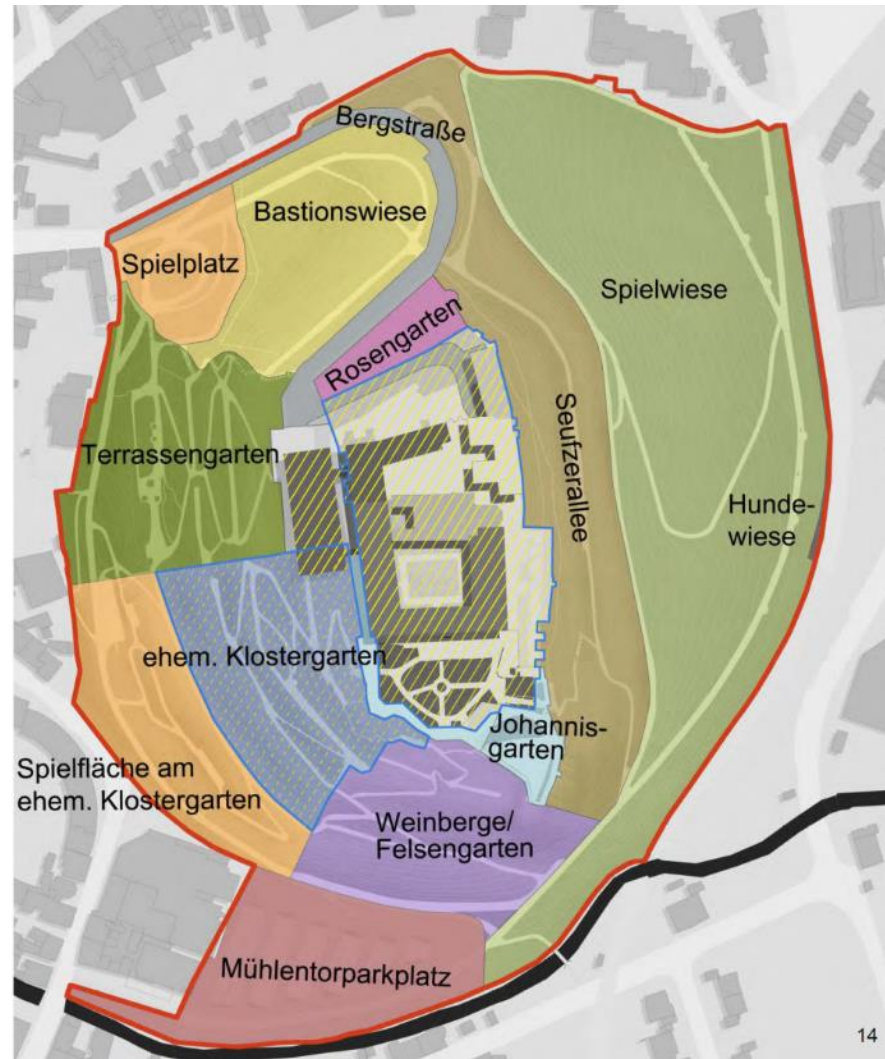 Bergstraße
Bastionswiese
Spielplatz
Spielwiese
Rosengarten
Seufzerallee
Terrassengarten
Hunde-
wiese
ehem. Klostergarten
Johannis-
garten
Spielfläche am
ehem. Klostergarten
Weinberge/
Felsengarten
Mühlentorparkplatz
14